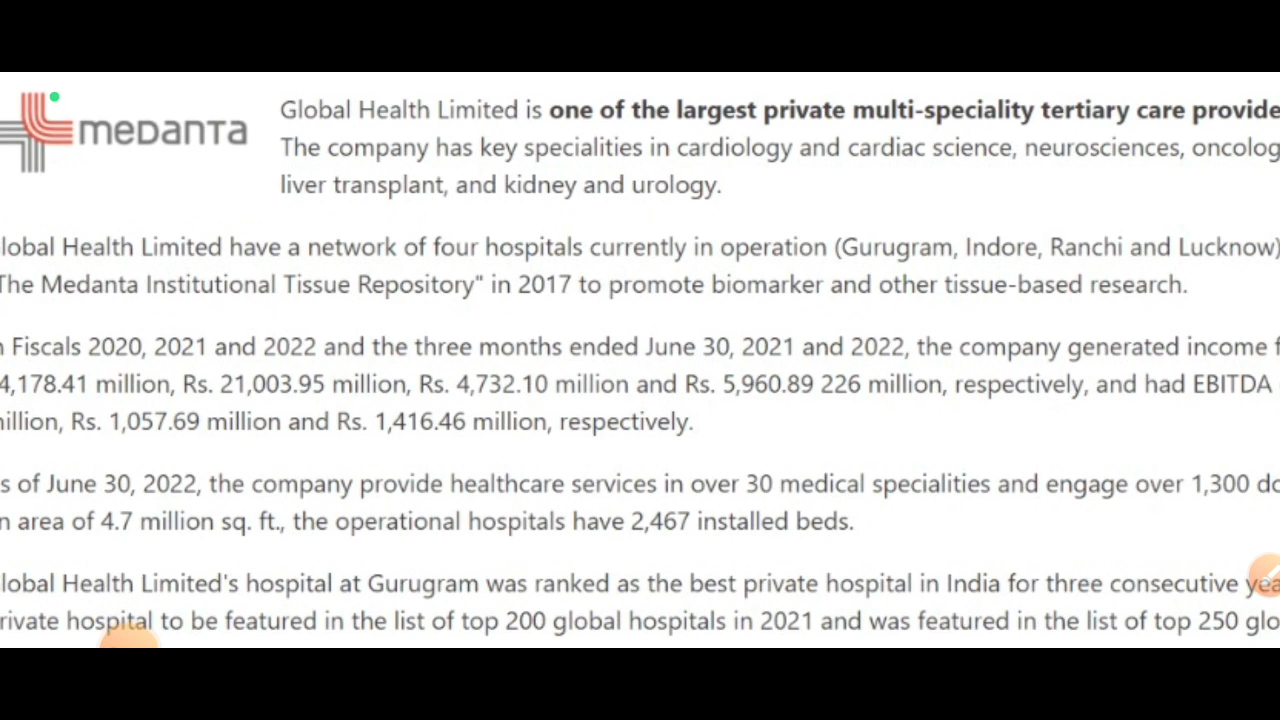 medanta
Global Health Limited is one of the largest private multi-speciality tertiary care provide
The company has key specialities in cardiology and cardiac science, neurosciences, oncolog
liver transplant, and kidney and urology.
lobal Health Limited have a network of four hospitals currently in operation (Gurugram, Indore, Ranchi and Lucknow)
The Medanta Institutional Tissue Repository" in 2017 to promote biomarker and other tissue-based research.
n Fiscals 2020, 2021 and 2022 and the three months ended June 30, 2021 and 2022, the company generated income f
4,178.41 million, Rs. 21,003.95 million, Rs. 4,732.10 million and Rs. 5,960.89 226 million, respectively, and had EBITDA
illion, Rs. 1,057.69 million and Rs. 1,416.46 million, respectively.
s of June 30, 2022, the company provide healthcare services in over 30 medical specialities and engage over 1,300 do
n area of 4.7 million sq. ft., the operational hospitals have 2,467 installed beds.
lobal Health Limited's hospital at Gurugram was ranked as the best private hospital in India for three consecutive yea
rivate hospital to be featured in the list of top 200 global hospitals in 2021 and was featured in the list of top 250 glo